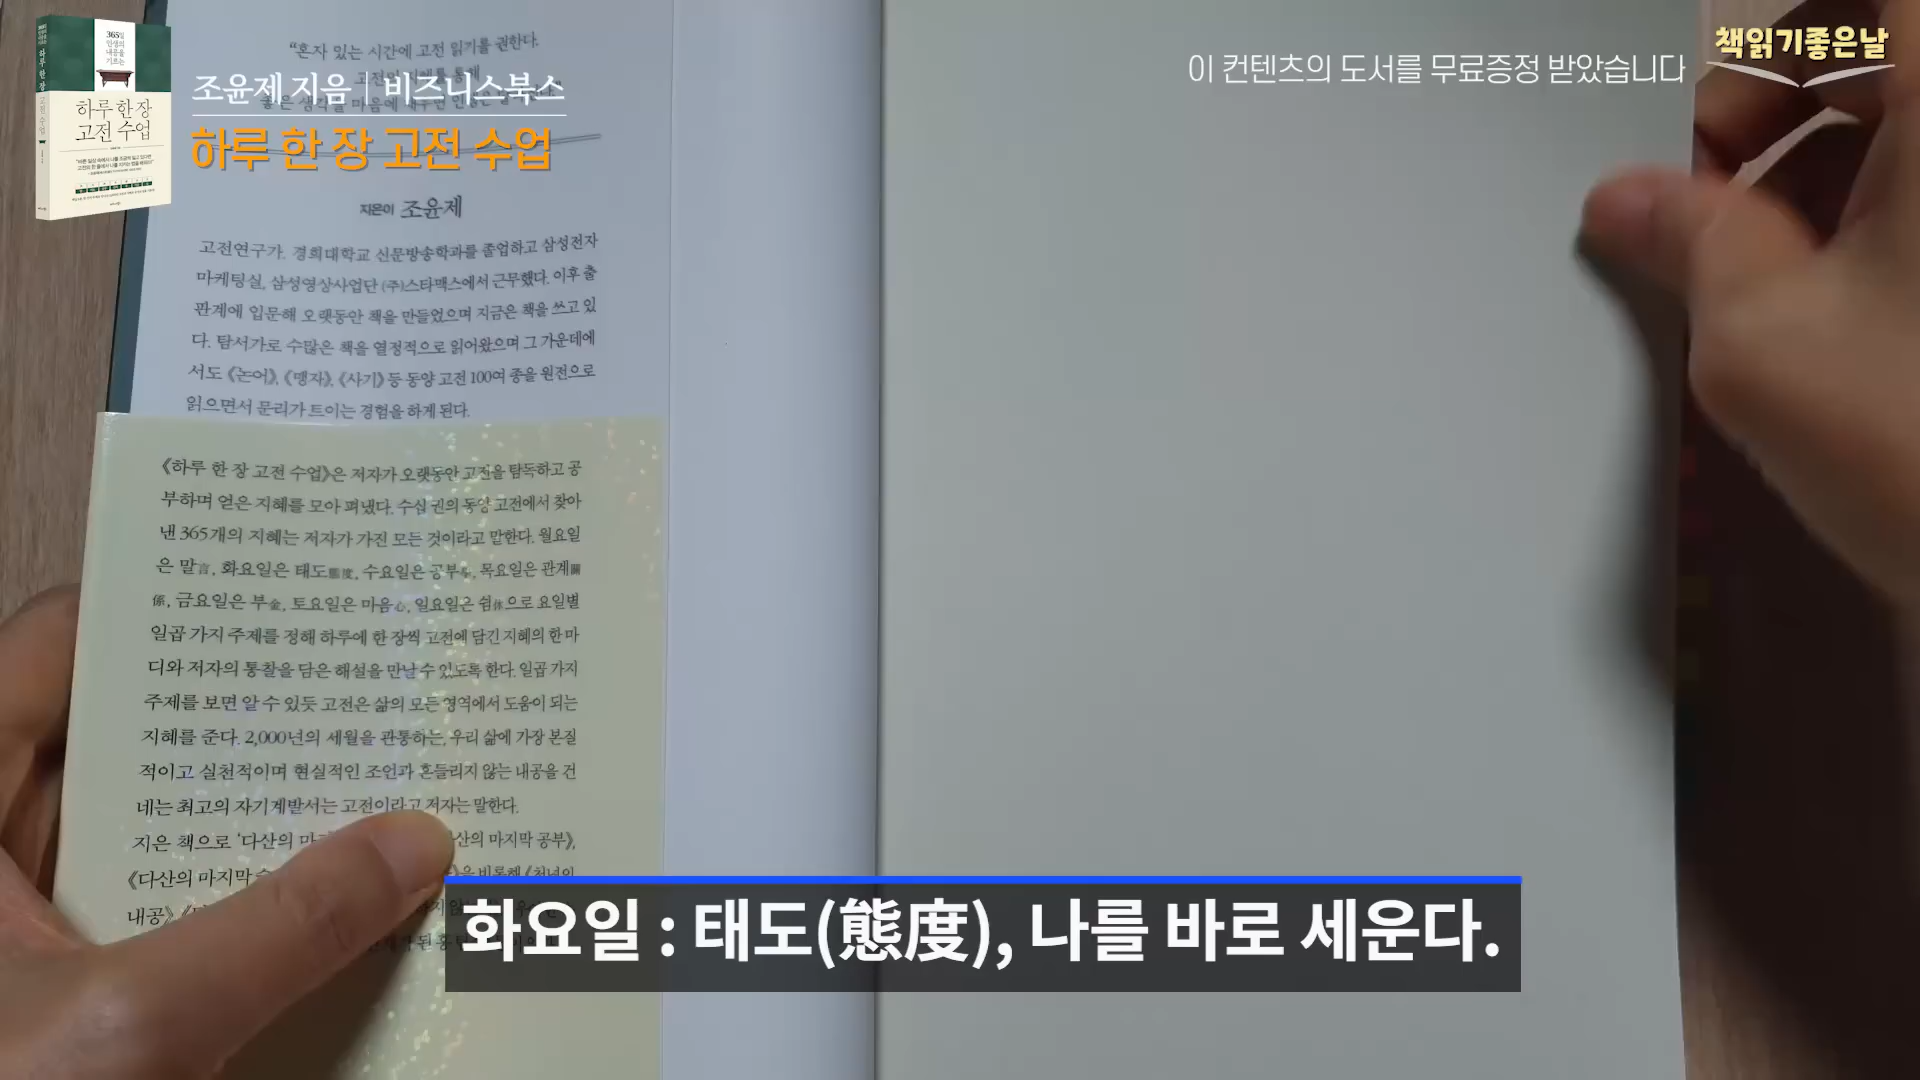 365일
인생의
내공을
기르는
하루 한 장
고전 수업
조윤제 지음 | 비즈니스북스
하루 한 장 고전 수업
이 컨텐츠의 도서를 무료증정 받았습니다
책읽기좋은날
“혼자 있는 시간에 고전 읽기를 권한다.
지은이 조윤제
고전연구가. 경희대학교 신문방송학과를 졸업하고 삼성전자
마케팅실, 삼성영상사업단 (주)스타맥스에서 근무했다. 이후 출
판계에 입문해 오랫동안 책을 만들었으며 지금은 책을 쓰고 있
다. 탐서가로 수많은 책을 열정적으로 읽어왔으며 그 가운데에
서도 《논어》, 《맹자》, 《사기》 등 동양 고전 100여 종을 원전으로
읽으면서 문리가 트이는 경험을 하게 된다.
《하루 한 장 고전 수업》은 저자가 오랫동안 고전을 탐독하고 공
부하며 얻은 지혜를 모아 펴냈다. 수십 권의 동양 고전에서 찾아
낸 365개의 지혜는 저자가 가진 모든 것이라고 말한다. 월요일
은 말言, 화요일은 태도態度, 수요일은 공부, 목요일은 관계關
係, 금요일은 부金, 토요일은 마음心, 일요일은 쉼休으로 요일별
일곱 가지 주제를 정해 하루에 한 장씩 고전에 담긴 지혜의 한 마
디와 저자의 통찰을 담은 해설을 만날 수 있도록 한다. 일곱 가지
주제를 보면 알 수 있듯 고전은 삶의 모든 영역에서 도움이 되는
지혜를 준다. 2,000년의 세월을 관통하는, 우리 삶에 가장 본질
적이고 실천적이며 현실적인 조언과 흔들리지 않는 내공을 건
네는 최고의 자기계발서는 고전이라고 저자는 말한다.
지은 책으로 ‘다산의 마 산의 마지막 공부》,
《다산의 마지막 을 비롯해 《천년의
내공》
화요일 : 태도(態度), 나를 바로 세운다.